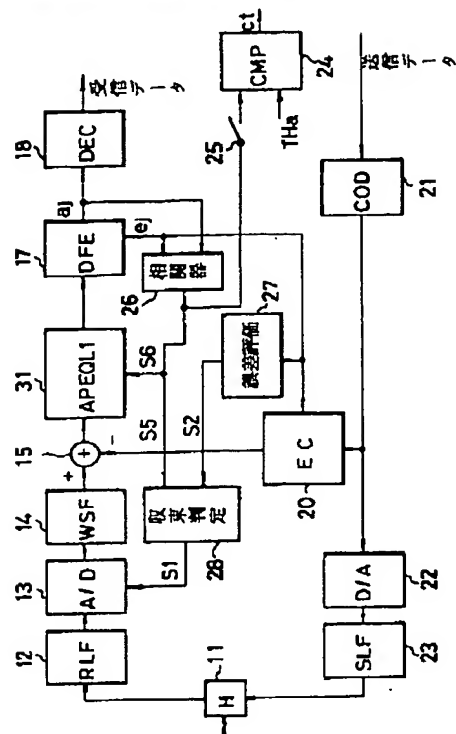 受信データ
18
DEC
aj
17
DFE
ej
相関器
26
25
ct
CMP
24
THa
送信データ
COD
21
31
APEQL1
S6
S5
S2
27
誤差評価
15
+
-
14
WSF
13
A/D
S1
収束判定
28
EC
20
12
RLF
11
H
D/A
22
SLF
23